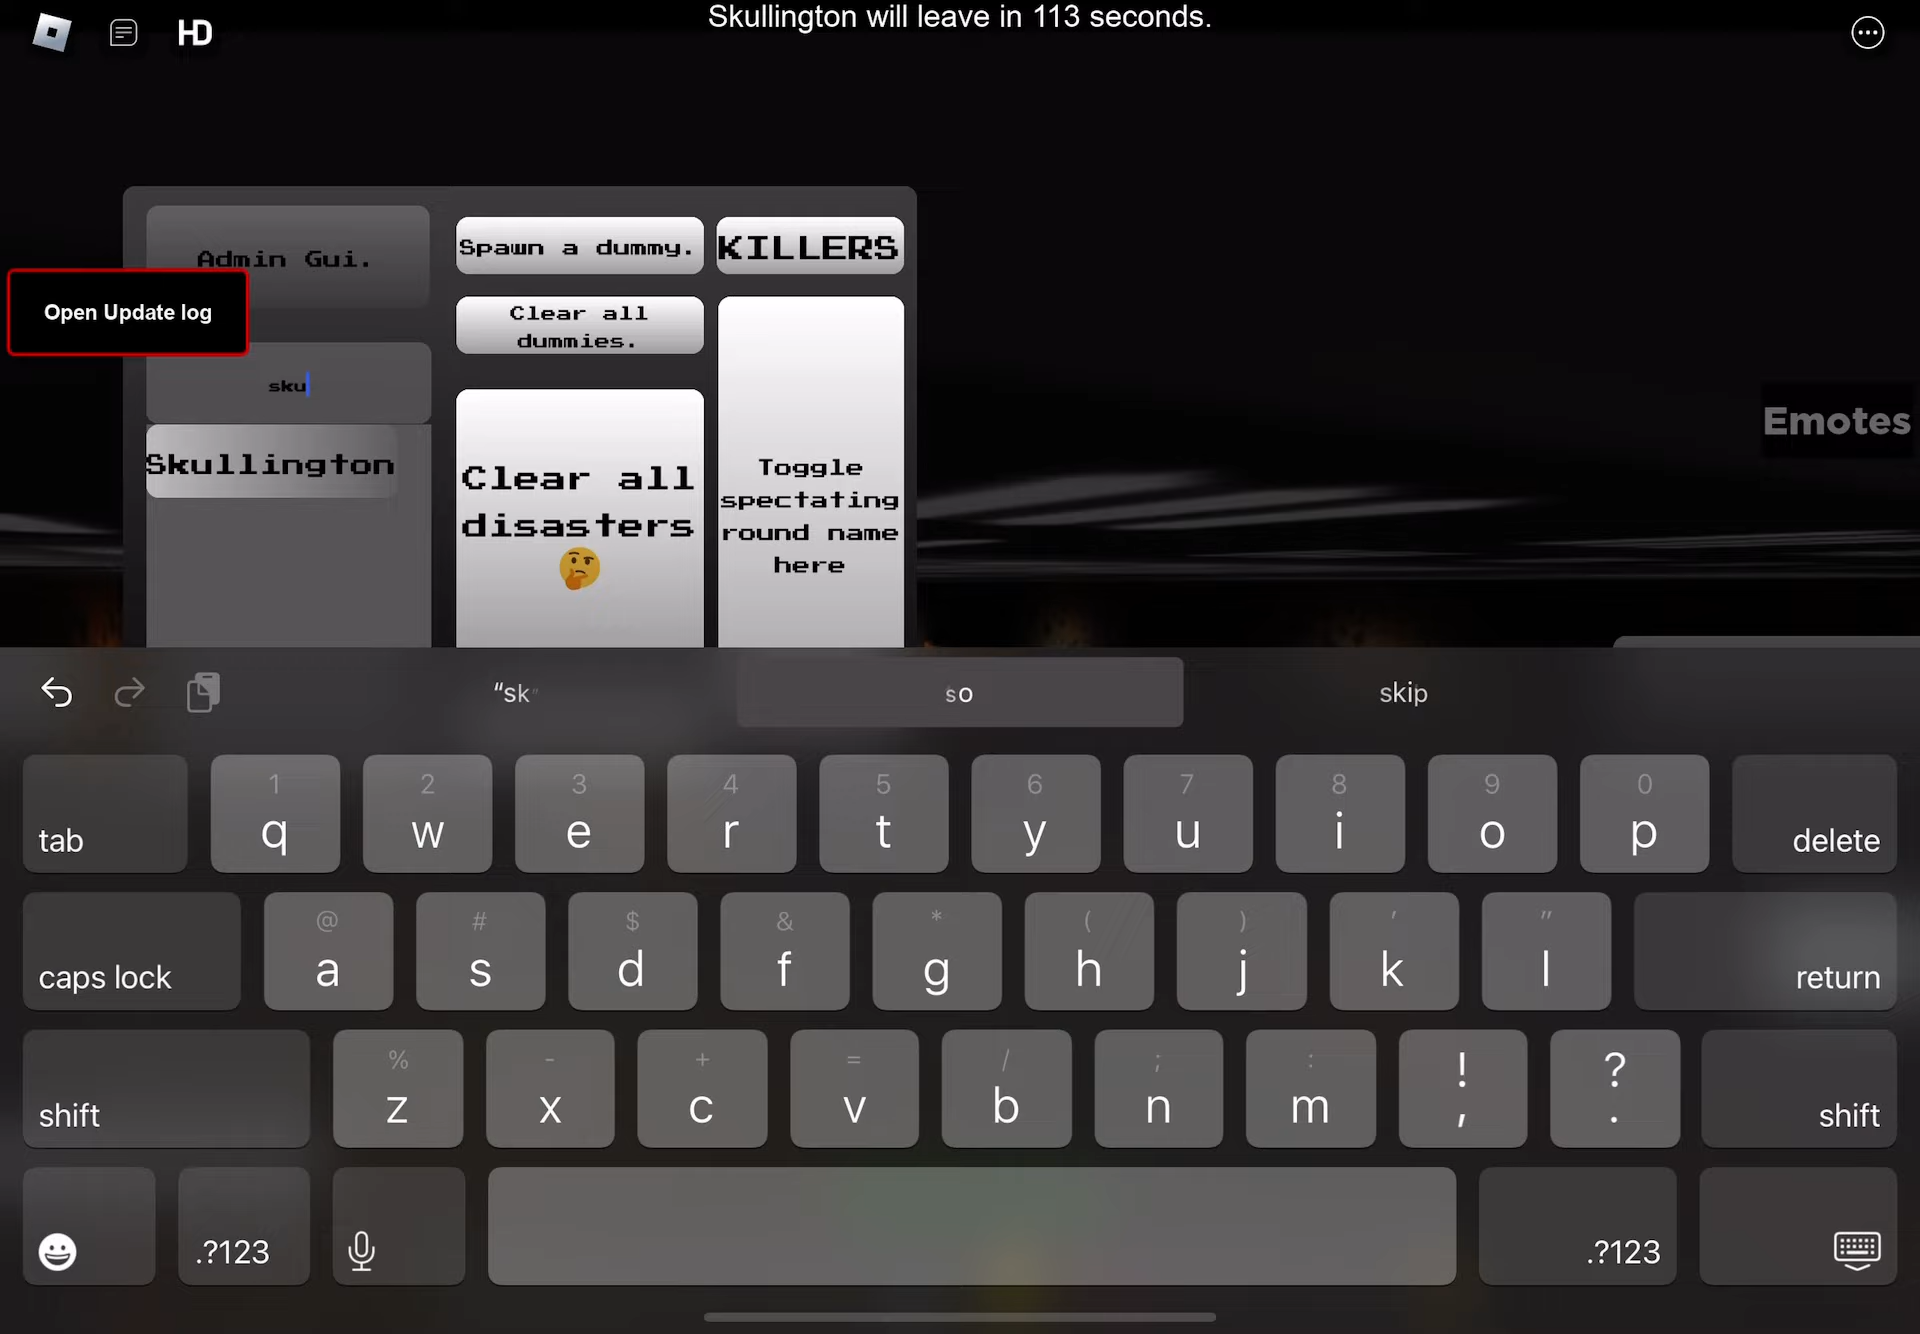 Skullington will leave in 113 seconds.
HD
Admin Gui.
Spawn a dummy.
KILLERS
Open Update log
Clear all
dummies.
sku
Skullington
Clear all
disasters
🤔
Toggle
spectating
round name
here
Emotes
“sk”
so
skip
tab
1
q
2
w
3
e
4
r
5
t
6
y
7
u
8
i
9
o
0
p
delete
caps lock
@
a
#
s
$
d
&
f
*
g
(
h
)
j
'
k
"
l
return
shift
%
z
-
x
+
c
=
v
/
b
;
n
:
m
!
,
?
.
shift
.?123
.?123